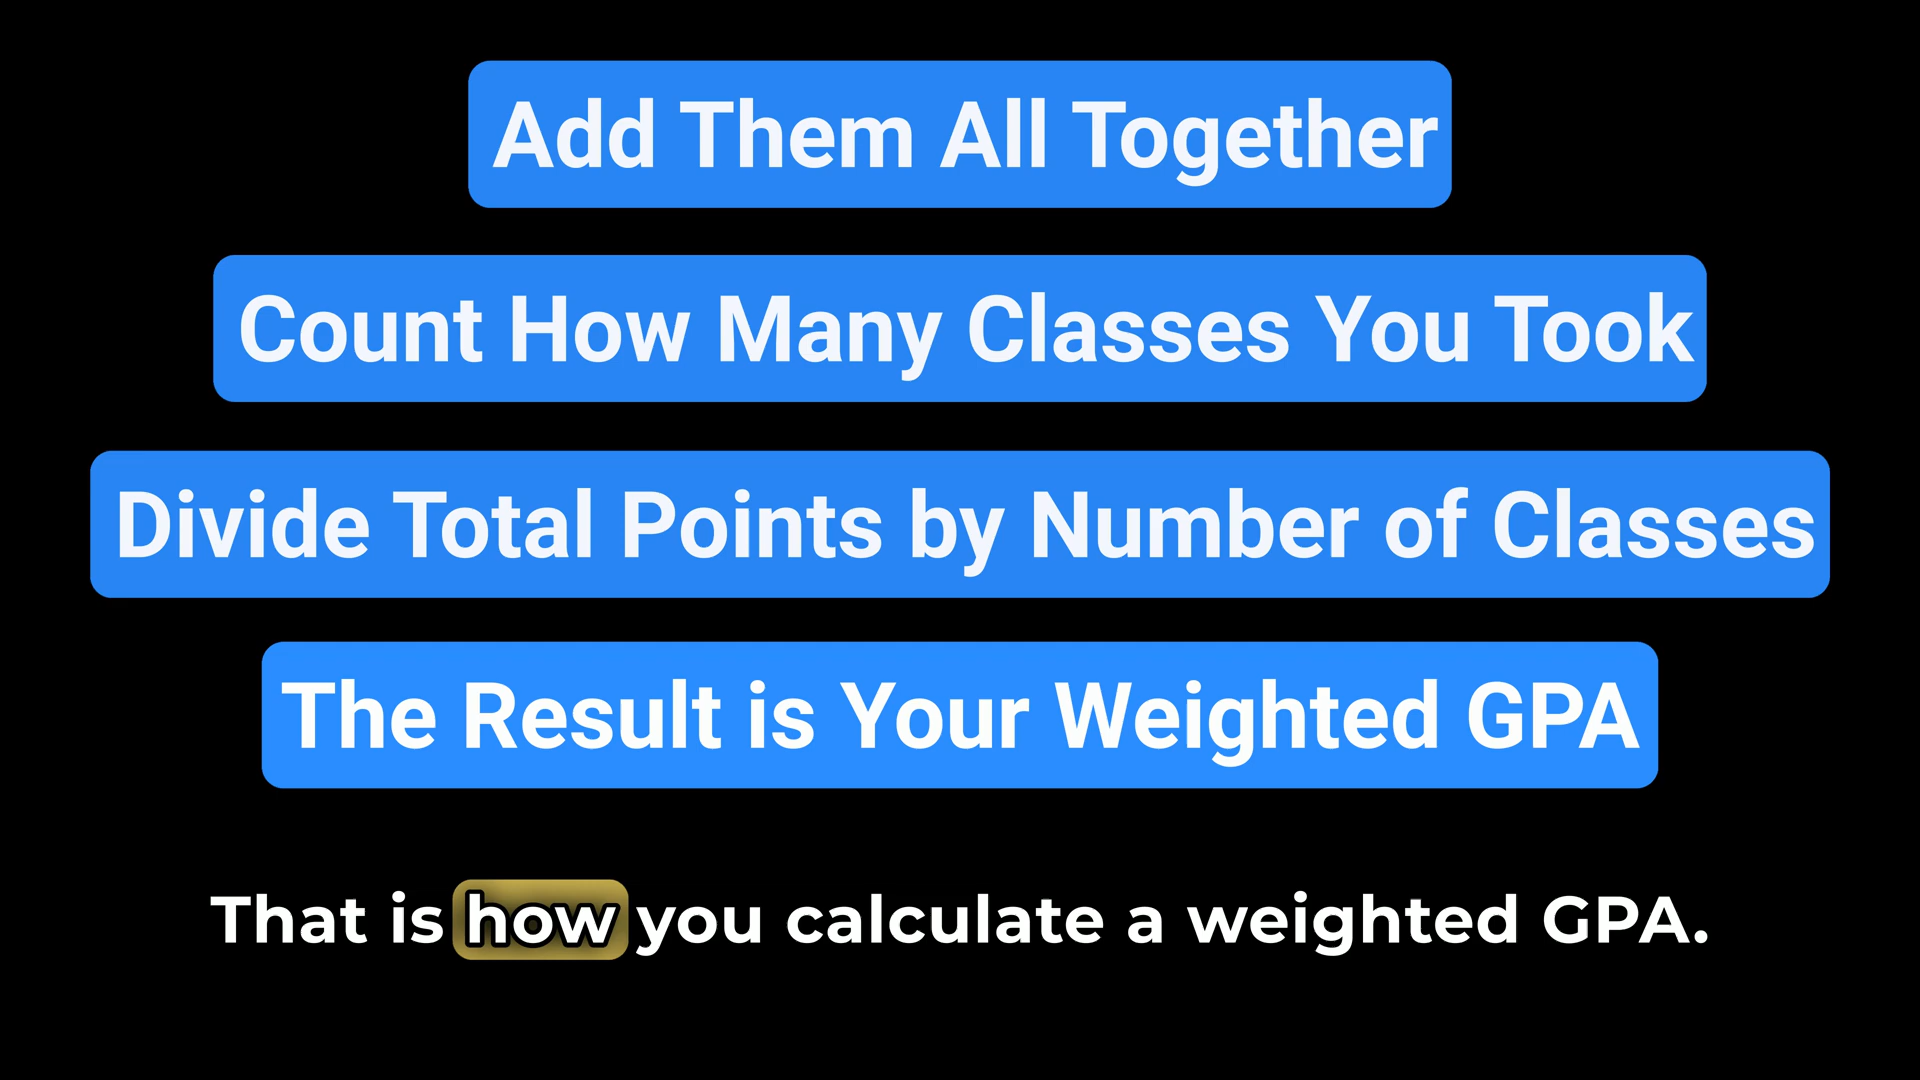 Add Them All Together
Count How Many Classes You Took
Divide Total Points by Number of Classes
The Result is Your Weighted GPA
That is how you calculate a weighted GPA.